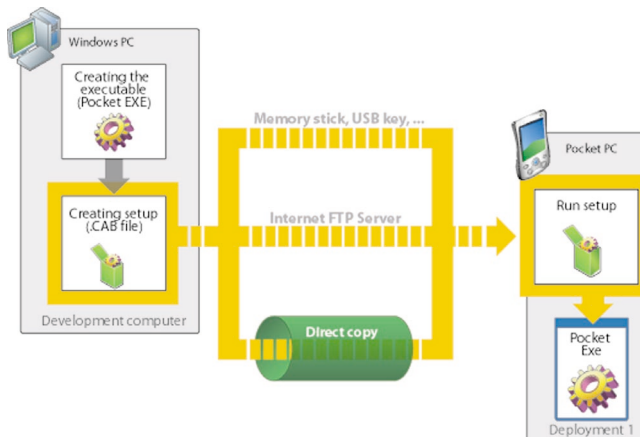 Windows PC
Creating the
executable
(Pocket EXE)
Creating setup
(.CAB file)
Development computer
Memory stick, USB key, ...
Internet FTP Server
Direct copy
Pocket PC
Run setup
Pocket
Exe
Deployment 1